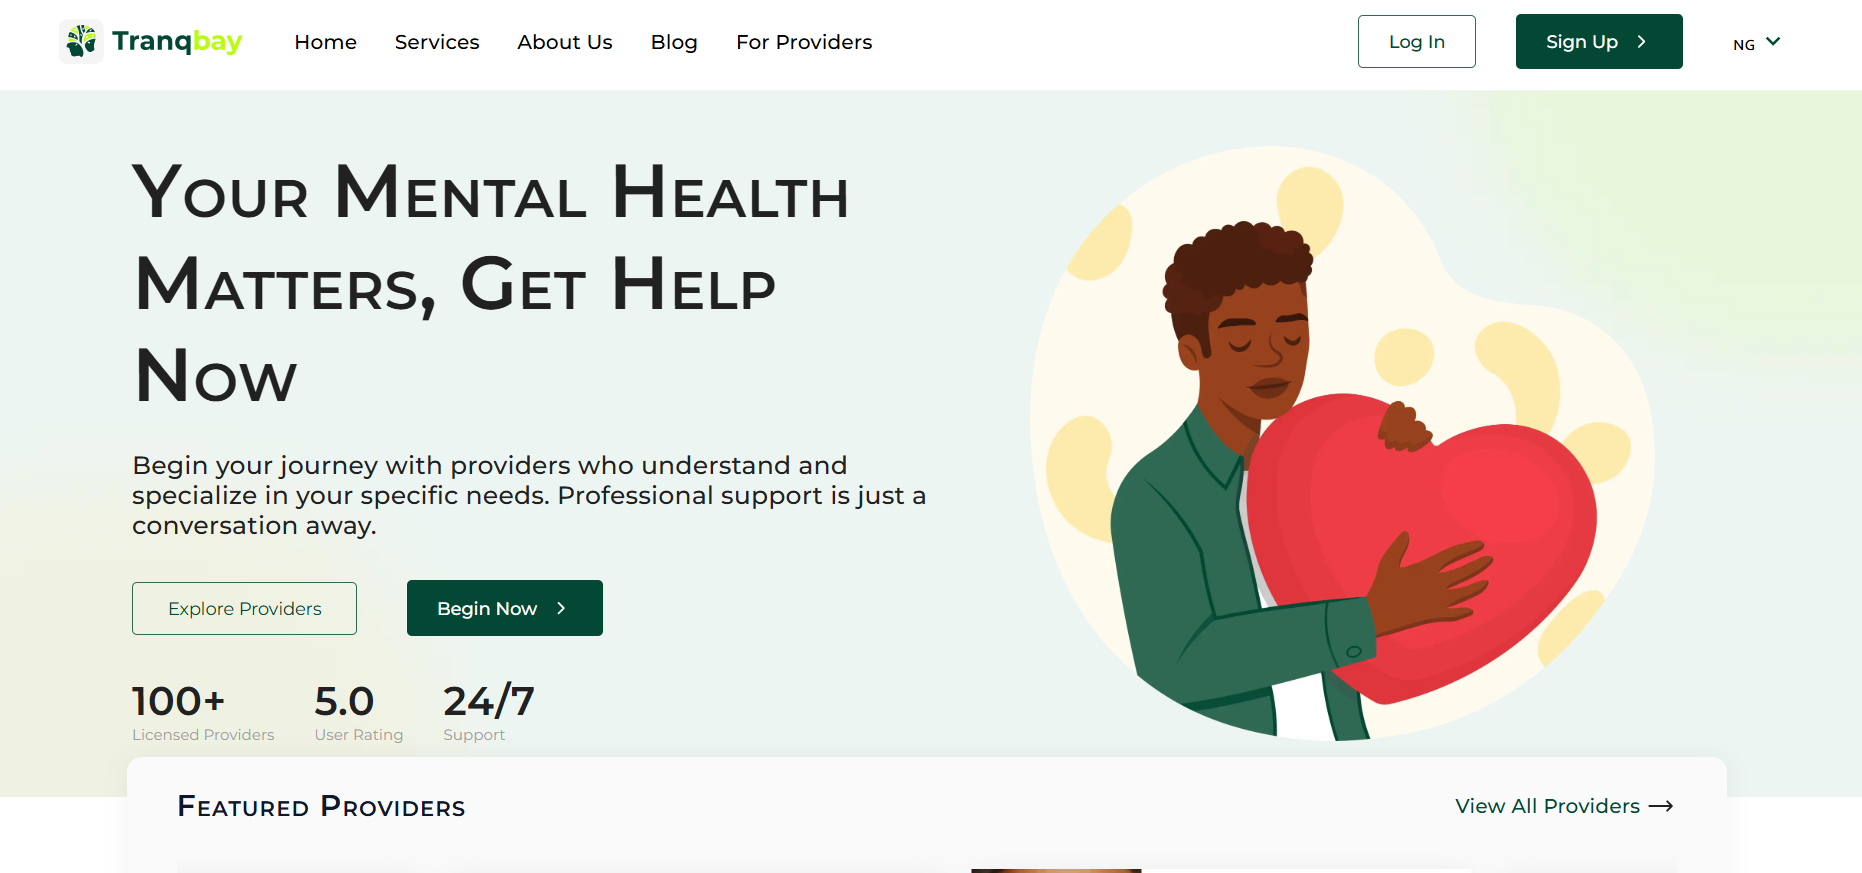 Tranqbay
Home
Services
About Us
Blog
For Providers
Log In
Sign Up
NG
Your Mental Health
Matters, Get Help
Now
Begin your journey with providers who understand and
specialize in your specific needs. Professional support is just a
conversation away.
Explore Providers
Begin Now
100+
Licensed Providers
5.0
User Rating
24/7
Support
Featured Providers
View All Providers